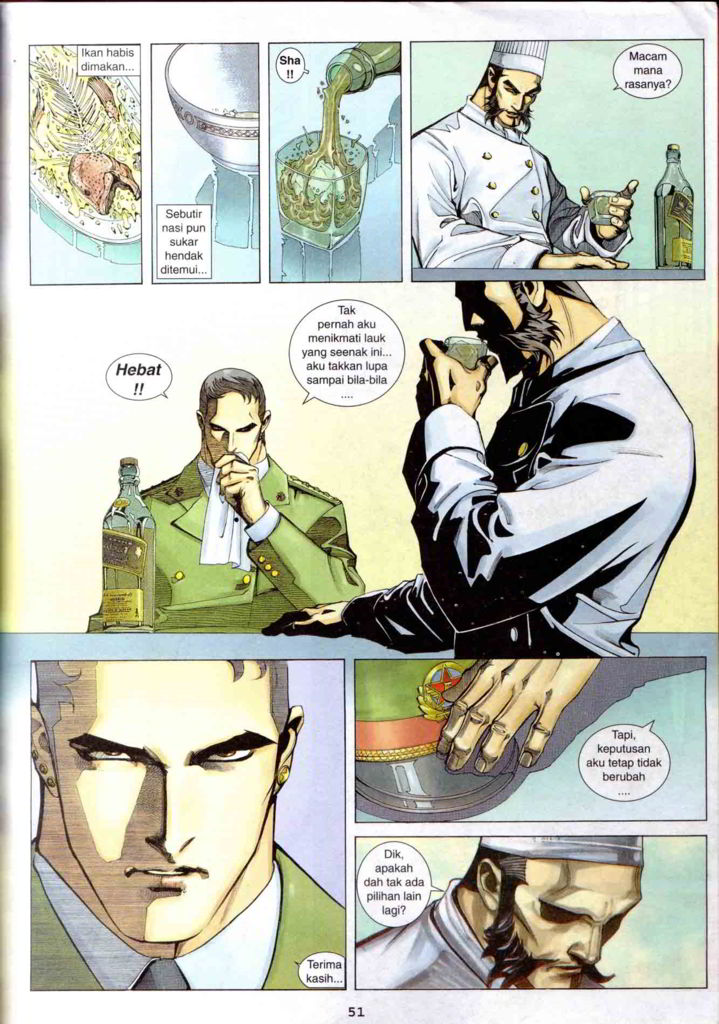 Ikan habis
dimakan...
Sebutir
nasi pun
sukar
hendak
ditemui...
Sha
!!
Macam
mana
rasanya?
Hebat
!!
Tak
pernah aku
menikmati lauk
yang seenak ini...
aku takkan lupa
sampai bila-bila
....
Tapi,
keputusan
aku tetap tidak
berubah
....
Terima
kasih...
Dik,
apakah
dah tak ada
pilihan lain
lagi?
51